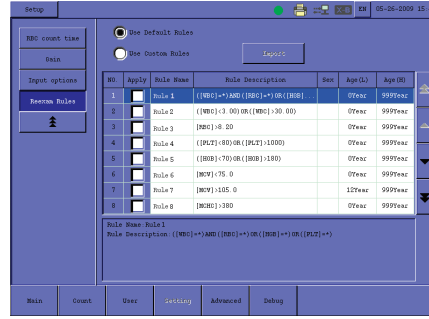 Setup
EN
05-26-2009 15
RBC count time
Gain
Input options
Reexam Rules
Use Default Rules
Use Custom Rules
Import
NO. Apply Rule Name Rule Description Sex Age(L) Age(H)
1 Rule 1 ([WBC]=*)AND([RBC]=*)OR([HGB]... 0Year 999Year
2 Rule 2 ([WBC]<3.00)OR([WBC]>30.00) 0Year 999Year
3 Rule 3 [RBC]>8.20 0Year 999Year
4 Rule 4 ([PLT]<80)OR([PLT]>1000) 0Year 999Year
5 Rule 5 ([HGB]<70)OR([HGB]>180) 0Year 999Year
6 Rule 6 [MCV]<75.0 0Year 999Year
7 Rule 7 [MCV]>105.0 12Year 999Year
8 Rule 8 [MCHC]>380 0Year 999Year
Rule Name:Rule1
Rule Description:([WBC]=*)AND([RBC]=*)OR([HGB]=*)OR([PLT]=*)
Main Count User Setting Advanced Debug